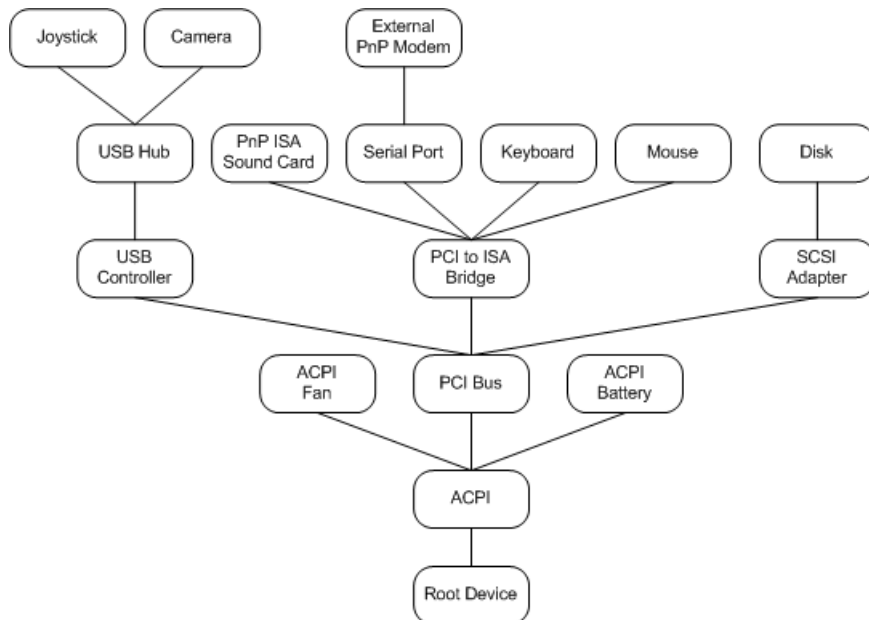 Joystick
Camera
External
PnP Modem
USB Hub
PnP ISA
Sound Card
Serial Port
Keyboard
Mouse
Disk
USB
Controller
PCI to ISA
Bridge
SCSI
Adapter
ACPI
Fan
PCI Bus
ACPI
Battery
ACPI
Root Device